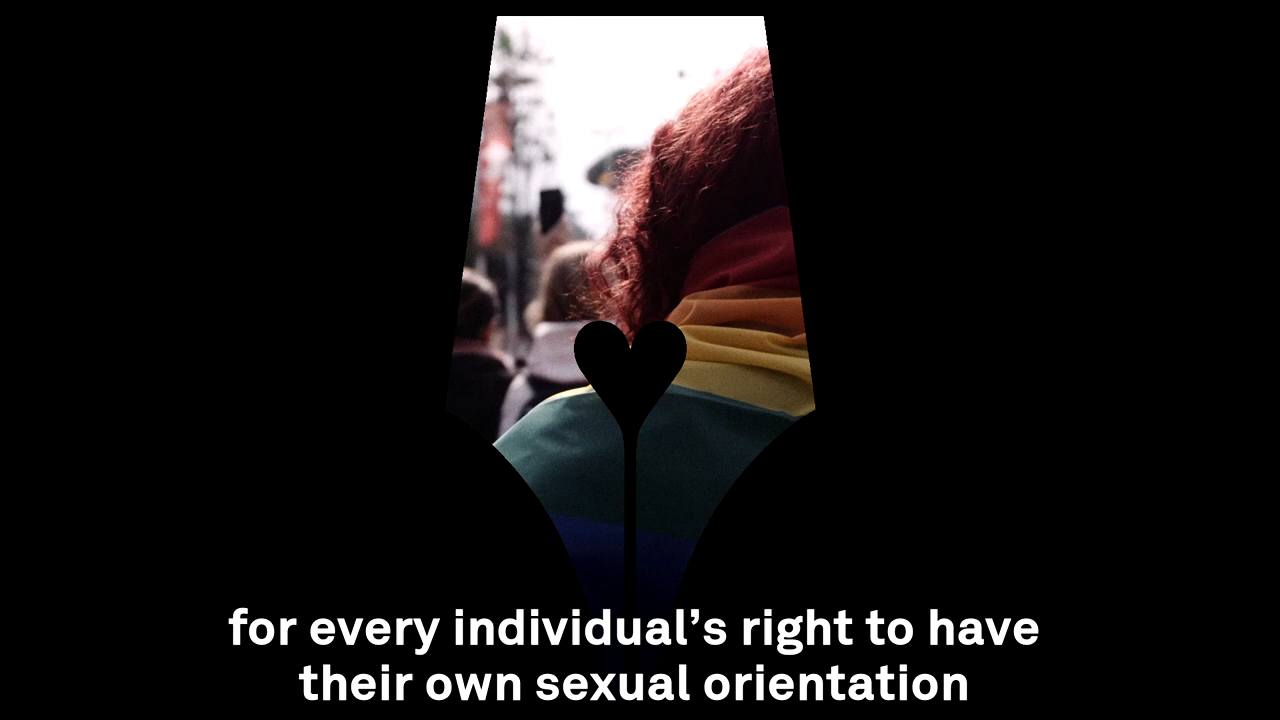 for every individual’s right to have
their own sexual orientation